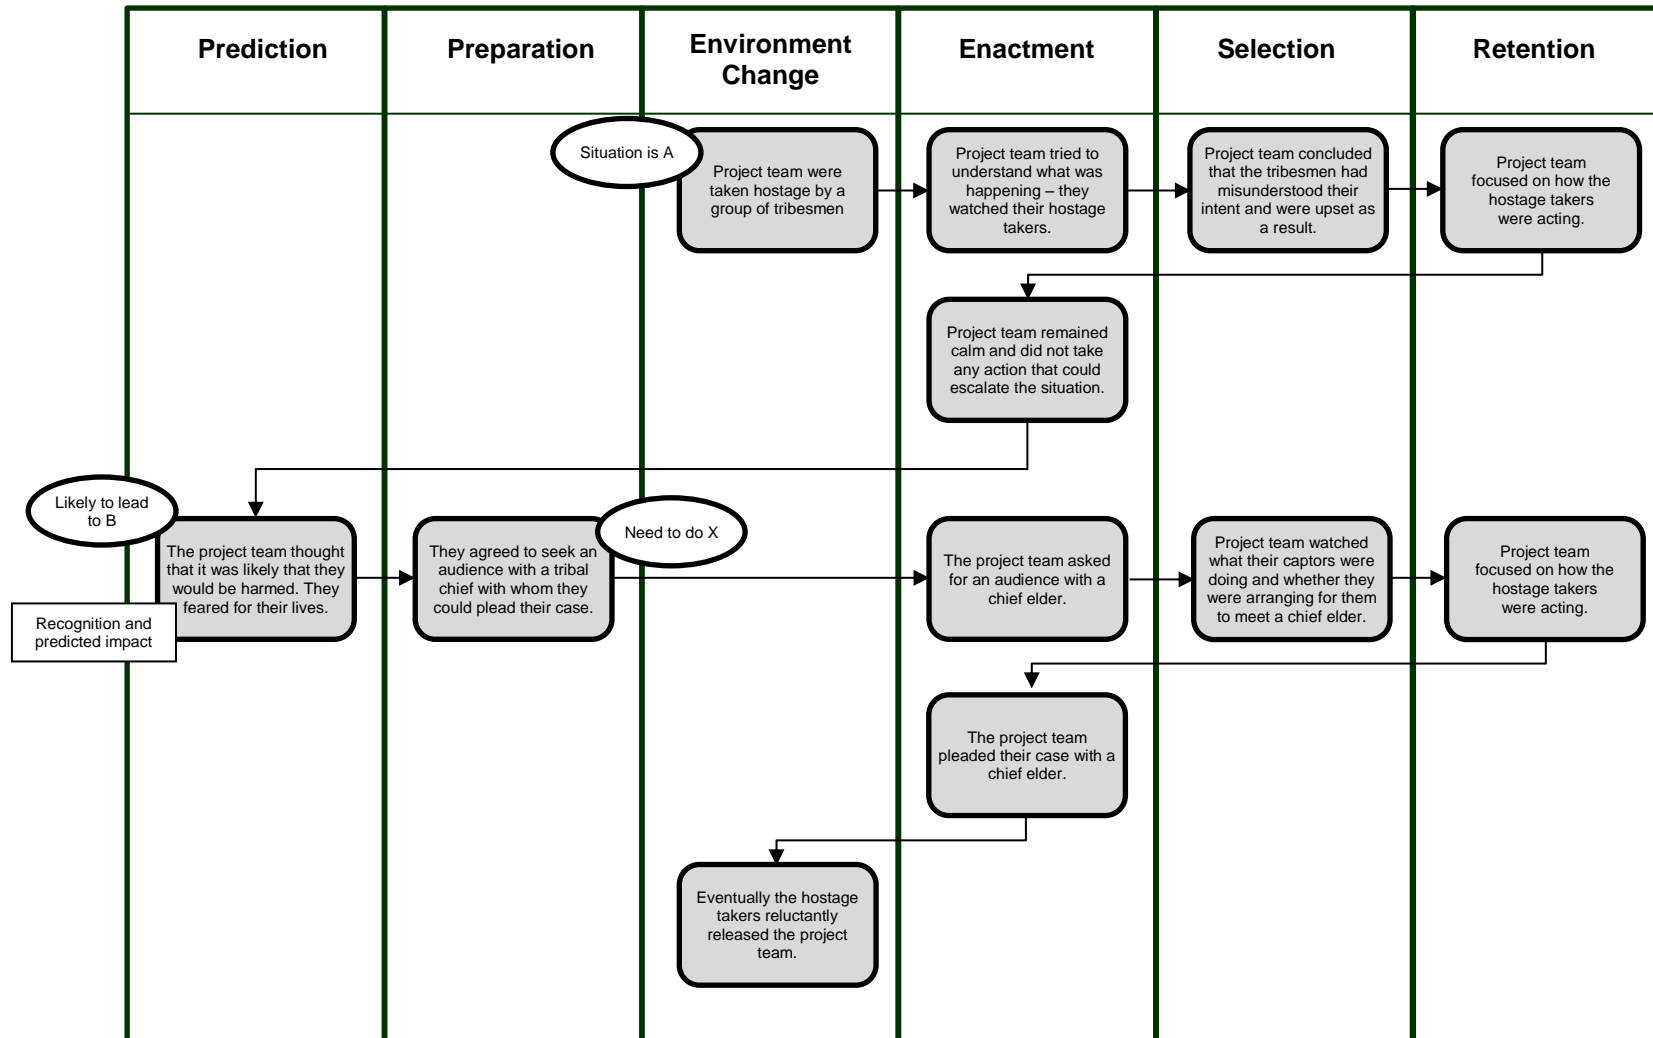 Prediction
Preparation
Environment
Change
Enactment
Selection
Retention
Situation is A
Project team were
taken hostage by a
group of tribesmen
Project team tried to
understand what was
happening – they
watched their hostage
takers.
Project team concluded
that the tribesmen had
misunderstood their
intent and were upset as
a result.
Project team
focused on how the
hostage takers
were acting.
Project team remained
calm and did not take
any action that could
escalate the situation.
Likely to lead
to B
The project team thought
that it was likely that they
would be harmed. They
feared for their lives.
Recognition and
predicted impact
They agreed to seek an
audience with a tribal
chief with whom they
could plead their case.
Need to do X
The project team asked
for an audience with a
chief elder.
Project team watched
what their captors were
doing and whether they
were arranging for them
to meet a chief elder.
Project team
focused on how the
hostage takers
were acting.
The project team
pleaded their case with a
chief elder.
Eventually the hostage
takers reluctantly
released the project
team.